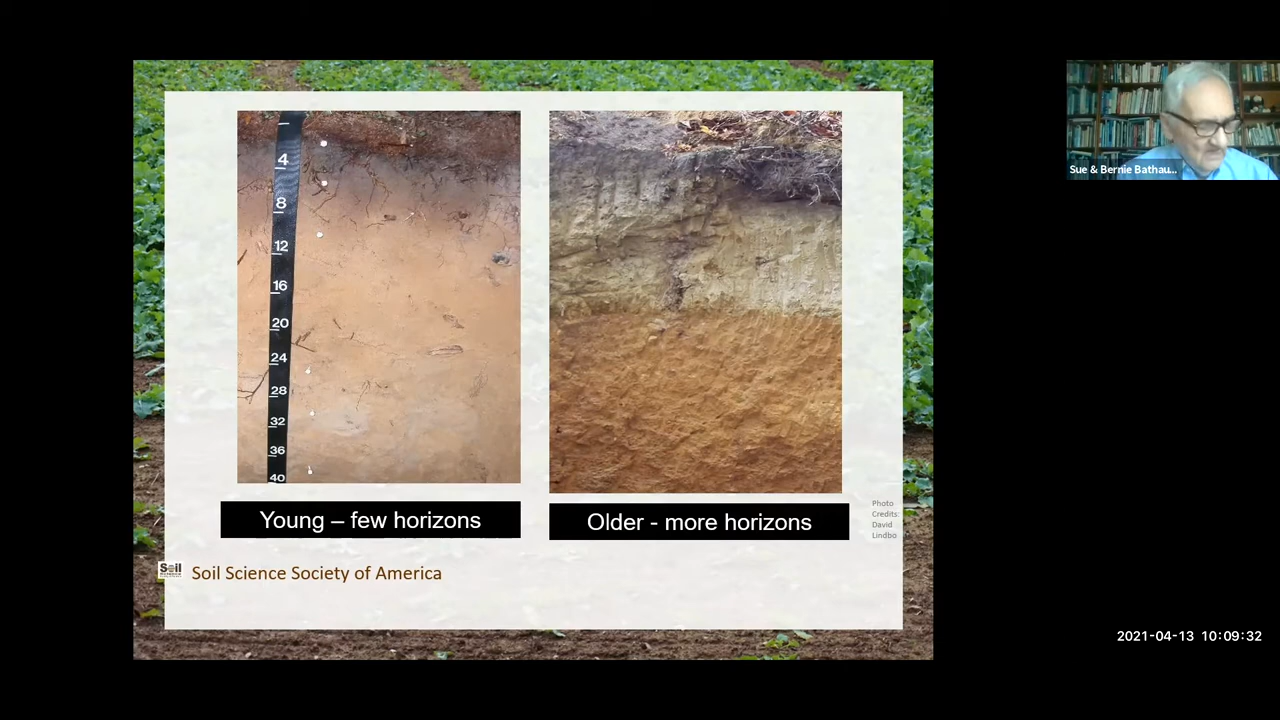 4
8
12
16
20
24
28
32
36
40
Young – few horizons
Older - more horizons
Photo
Credits:
David
Lindbo
Soil
Soil Science Society of America
Sue & Bernie Bathau...
2021-04-13 10:09:32